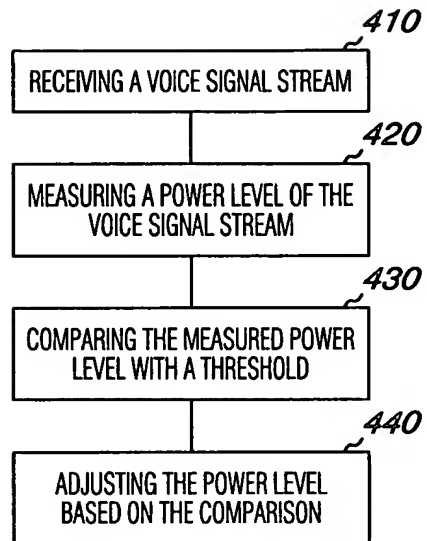 410
RECEIVING A VOICE SIGNAL STREAM
420
MEASURING A POWER LEVEL OF THE
VOICE SIGNAL STREAM
430
COMPARING THE MEASURED POWER
LEVEL WITH A THRESHOLD
440
ADJUSTING THE POWER LEVEL
BASED ON THE COMPARISON